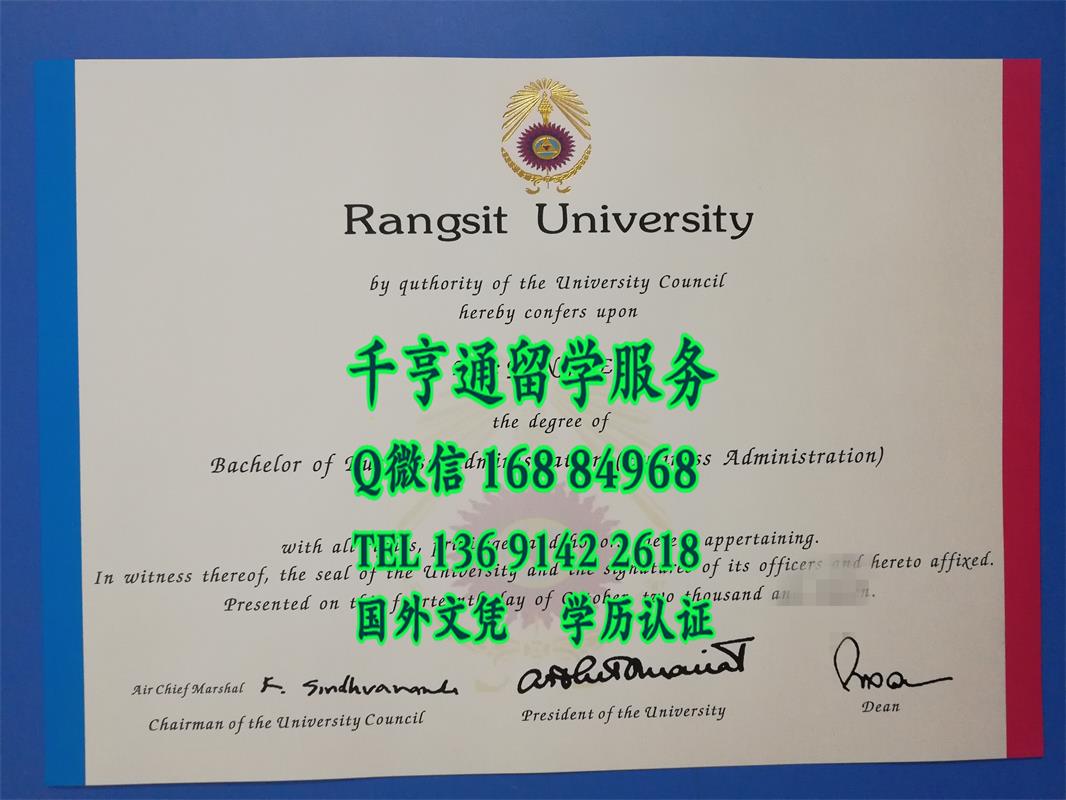 Rangsit University
by quthority of the University Council
hereby confers upon
千亨通留学服务
the degree of
Bachelor of Administration)
Q微信 168 84968
with all appertaining.
TEL 136 9142 2618
In witness thereof, the seal of the University and the signatures of its officers and hereto affixed.
Presented on day of October, two thousand
国外文凭 学历认证
Air Chief Marshal
Chairman of the University Council
President of the University
Dean